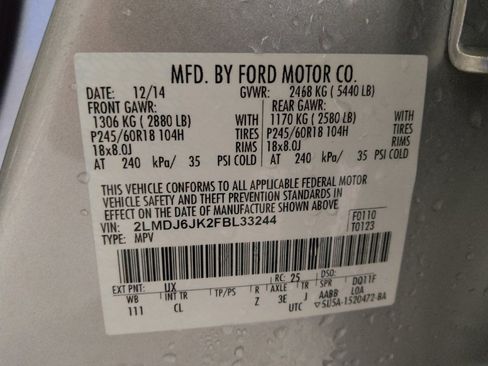 MFD. BY FORD MOTOR CO.
DATE: 12/14 GVWR: 2468 KG ( 5440 LB)
FRONT GAWR: REAR GAWR:
1306 KG ( 2880 LB) WITH 1170 KG ( 2580 LB) WITH
P245/60R18 104H TIRES P245/60R18 104H TIRES
18x8.0J RIMS 18x8.0J RIMS
AT 240 kPa/ 35 PSI COLD AT 240 kPa/ 35 PSI COLD
THIS VEHICLE CONFORMS TO ALL APPLICABLE FEDERAL MOTOR
VEHICLE SAFETY AND THEFT PREVENTION STANDARDS IN
EFFECT ON THE DATE OF MANUFACTURE SHOWN ABOVE.
VIN: 2LMDJ6JK2FBL33244 F0110
TYPE: MPV T0123
EXT PNT: UX RC: 25 DSO:
WB INT TR TP/PS R AXLE TR SPR DQ11F
111 CL Z 3E J AABB LOA
UTC 5U5A-1520472-BA